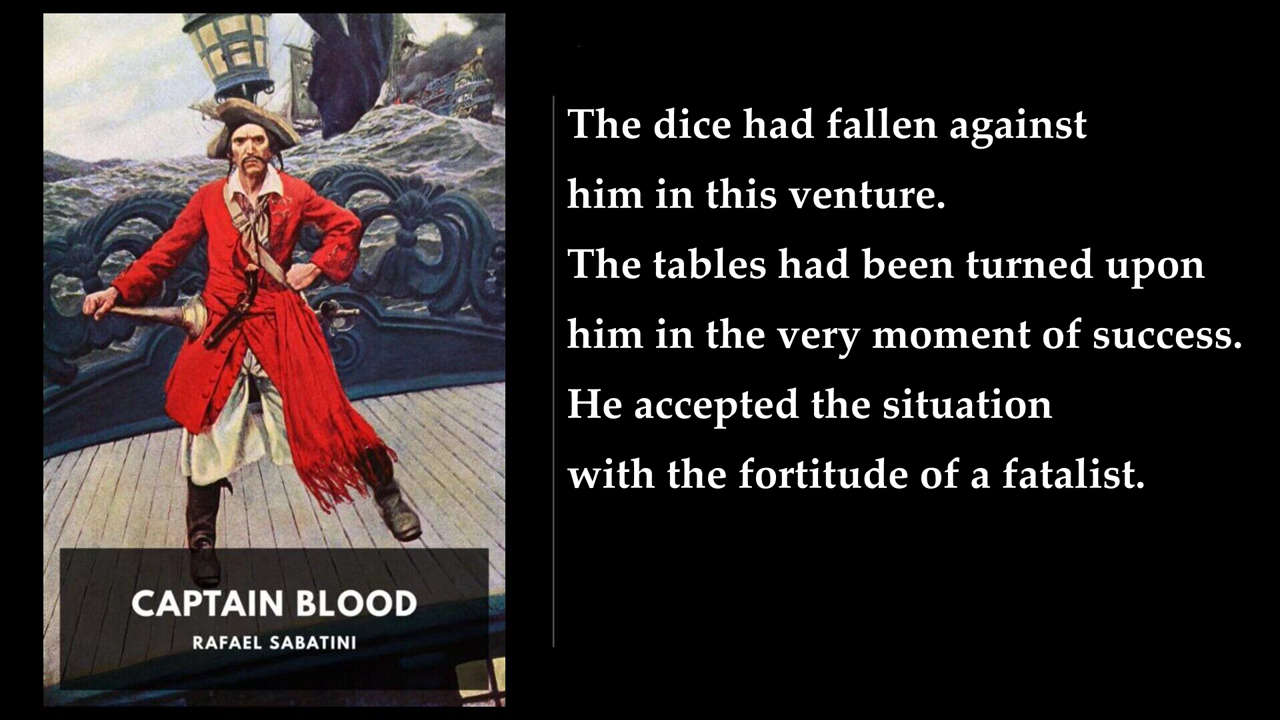 The dice had fallen against
him in this venture.
The tables had been turned upon
him in the very moment of success.
He accepted the situation
with the fortitude of a fatalist.
CAPTAIN BLOOD
RAFAEL SABATINI